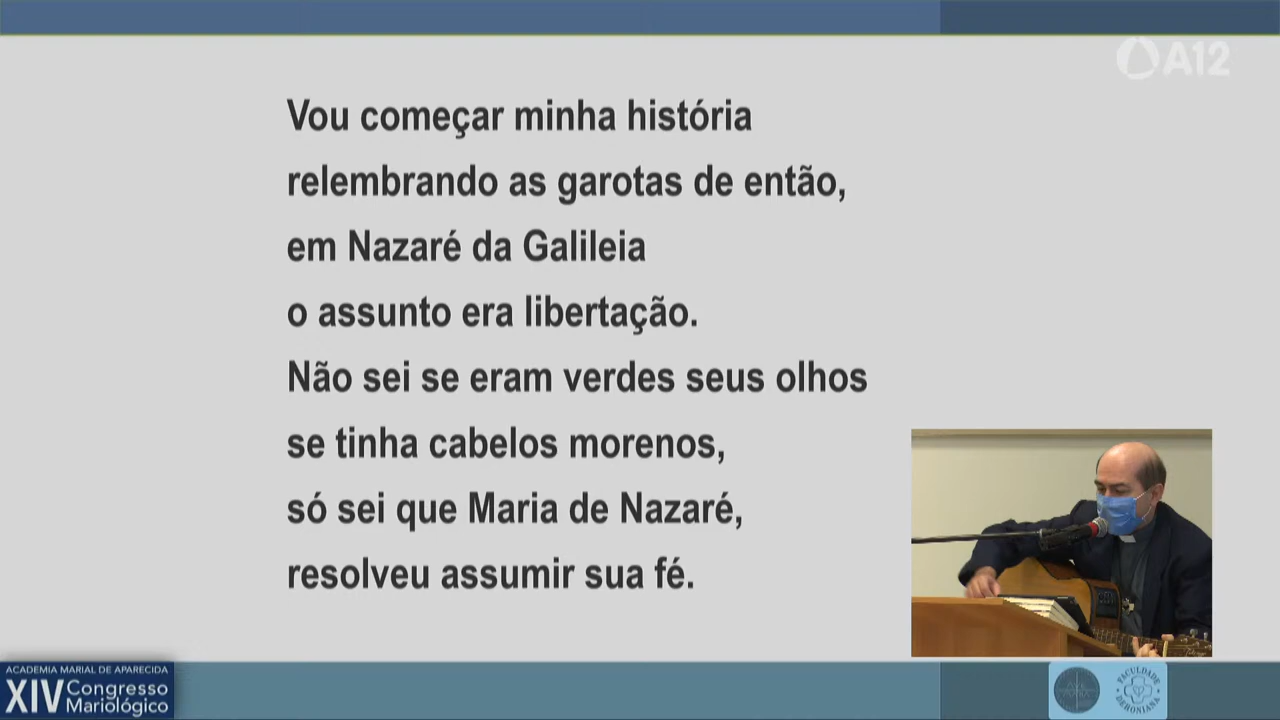 A12
Vou começar minha história
relembrando as garotas de então,
em Nazaré da Galileia
o assunto era libertação.
Não sei se eram verdes seus olhos
se tinha cabelos morenos,
só sei que Maria de Nazaré,
resolveu assumir sua fé.
ACADEMIA MARIAL DE APARECIDA
XIV Congresso
Mariológico
FACULDADE
DEHONIANA